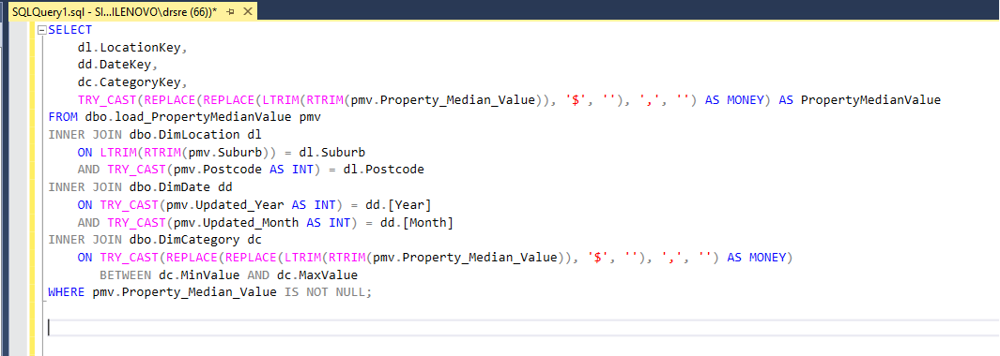 SQLQuery1.sql - SI...ILENOVO\drsre (66))*
SELECT
dl.LocationKey,
dd.DateKey,
dc.CategoryKey,
TRY_CAST(REPLACE(REPLACE(LTRIM(RTRIM(pmv.Property_Median_Value)), '$', ''), ',', '') AS MONEY) AS PropertyMedianValue
FROM dbo.load_PropertyMedianValue pmv
INNER JOIN dbo.DimLocation dl
ON LTRIM(RTRIM(pmv.Suburb)) = dl.Suburb
AND TRY_CAST(pmv.Postcode AS INT) = dl.Postcode
INNER JOIN dbo.DimDate dd
ON TRY_CAST(pmv.Updated_Year AS INT) = dd.[Year]
AND TRY_CAST(pmv.Updated_Month AS INT) = dd.[Month]
INNER JOIN dbo.DimCategory dc
ON TRY_CAST(REPLACE(REPLACE(LTRIM(RTRIM(pmv.Property_Median_Value)), '$', ''), ',', '') AS MONEY)
BETWEEN dc.MinValue AND dc.MaxValue
WHERE pmv.Property_Median_Value IS NOT NULL;